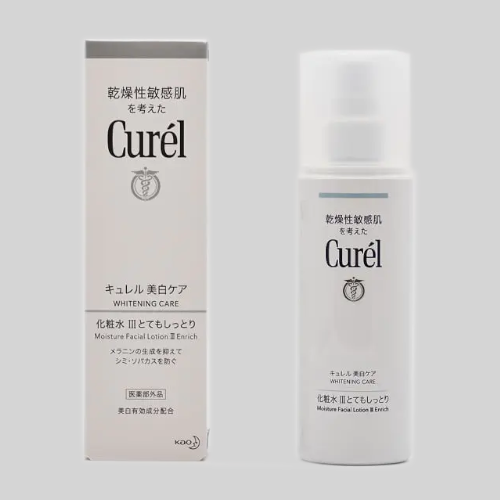 乾燥性敏感肌
を考えた
Curél
キュレル 美白ケア
WHITENING CARE
化粧水 III とてもしっとり
Moisture Facial Lotion III Enrich
メラニンの生成を抑えて
シミ・ソバカスを防ぐ
医薬部外品
美白有効成分配合
Kao
乾燥性敏感肌
を考えた
Curél
キュレル 美白ケア
WHITENING CARE
化粧水 III とてもしっとり
Moisture Facial Lotion III Enrich